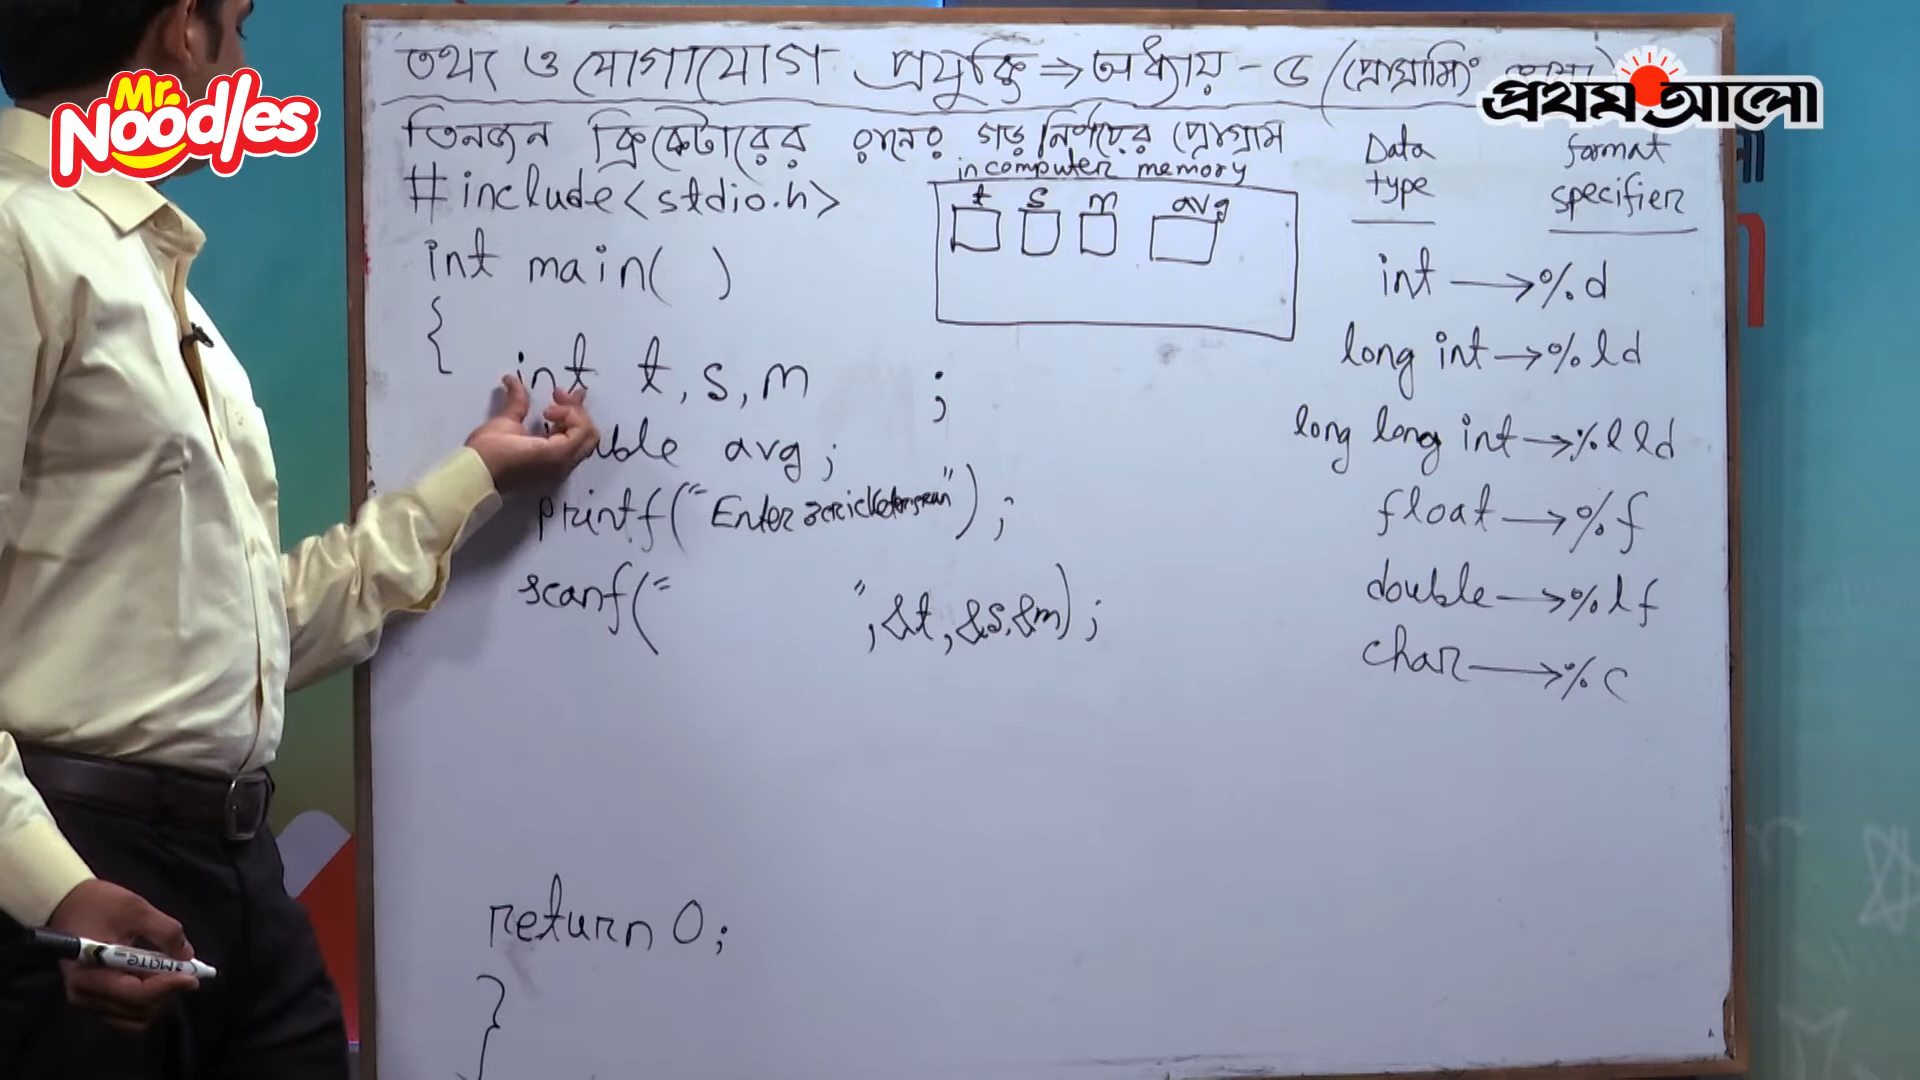 Mr. Noodles
প্রথম আলো
তথ্য ও যোগাযোগ প্রযুক্তি ⇒ অধ্যায় - ৫ (প্রোগ্রামিং
তিনজন ক্রিকেটারের রানের গড় নির্ণয়ের প্রোগ্রাম
#include<stdio.h>
int main( )
{
int t, s, m ;
avg;
printf("Enter 3 cricketers run");
scanf(" ", &t, &s, &m);
return 0;
}
in computer memory
t s m avg
Data type
format specifier
int → %d
long int → %ld
long long int → %lld
float → %f
double → %lf
char → %c
MATE